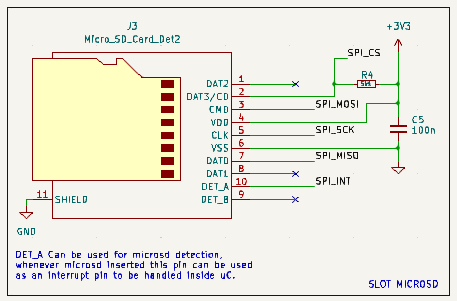 J3
Micro_SD_Card_Det2
+3V3
SPI_CS
R4
5k1
DAT2 1
DAT3/CD 2
CMD 3 SPI_MOSI
VDD 4
CLK 5 SPI_SCK
VSS 6
DAT0 7 SPI_MISO
DAT1 8
DET_A 10 SPI_INT
DET_B 9
C5
100n
11 SHIELD
GND
DET_A Can be used for microsd detection,
whenever microsd inserted this pin can be used
as an interrupt pin to be handled inside uC.
SLOT MICROSD